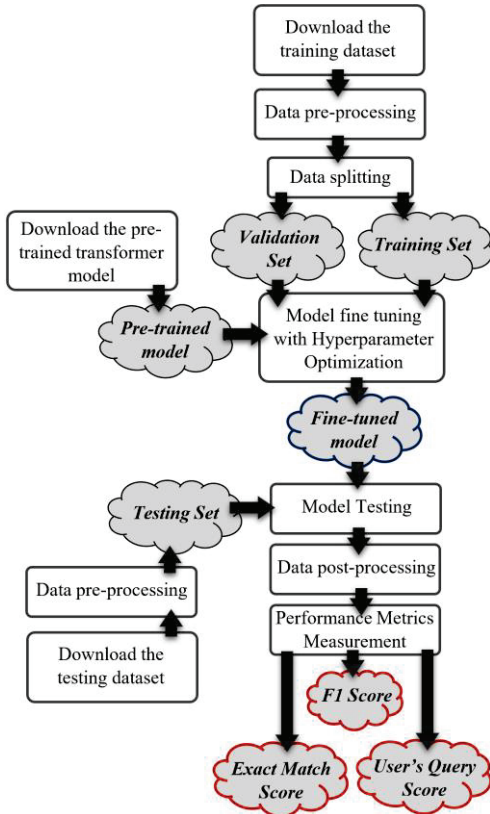 Download the
training dataset
Data pre-processing
Data splitting
Validation
Set
Training Set
Download the pre-
trained transformer
model
Pre-trained
model
Model fine tuning
with Hyperparameter
Optimization
Fine-tuned
model
Testing Set
Model Testing
Data post-processing
Data pre-processing
Download the
testing dataset
Performance Metrics
Measurement
F1 Score
Exact Match
Score
User's Query
Score